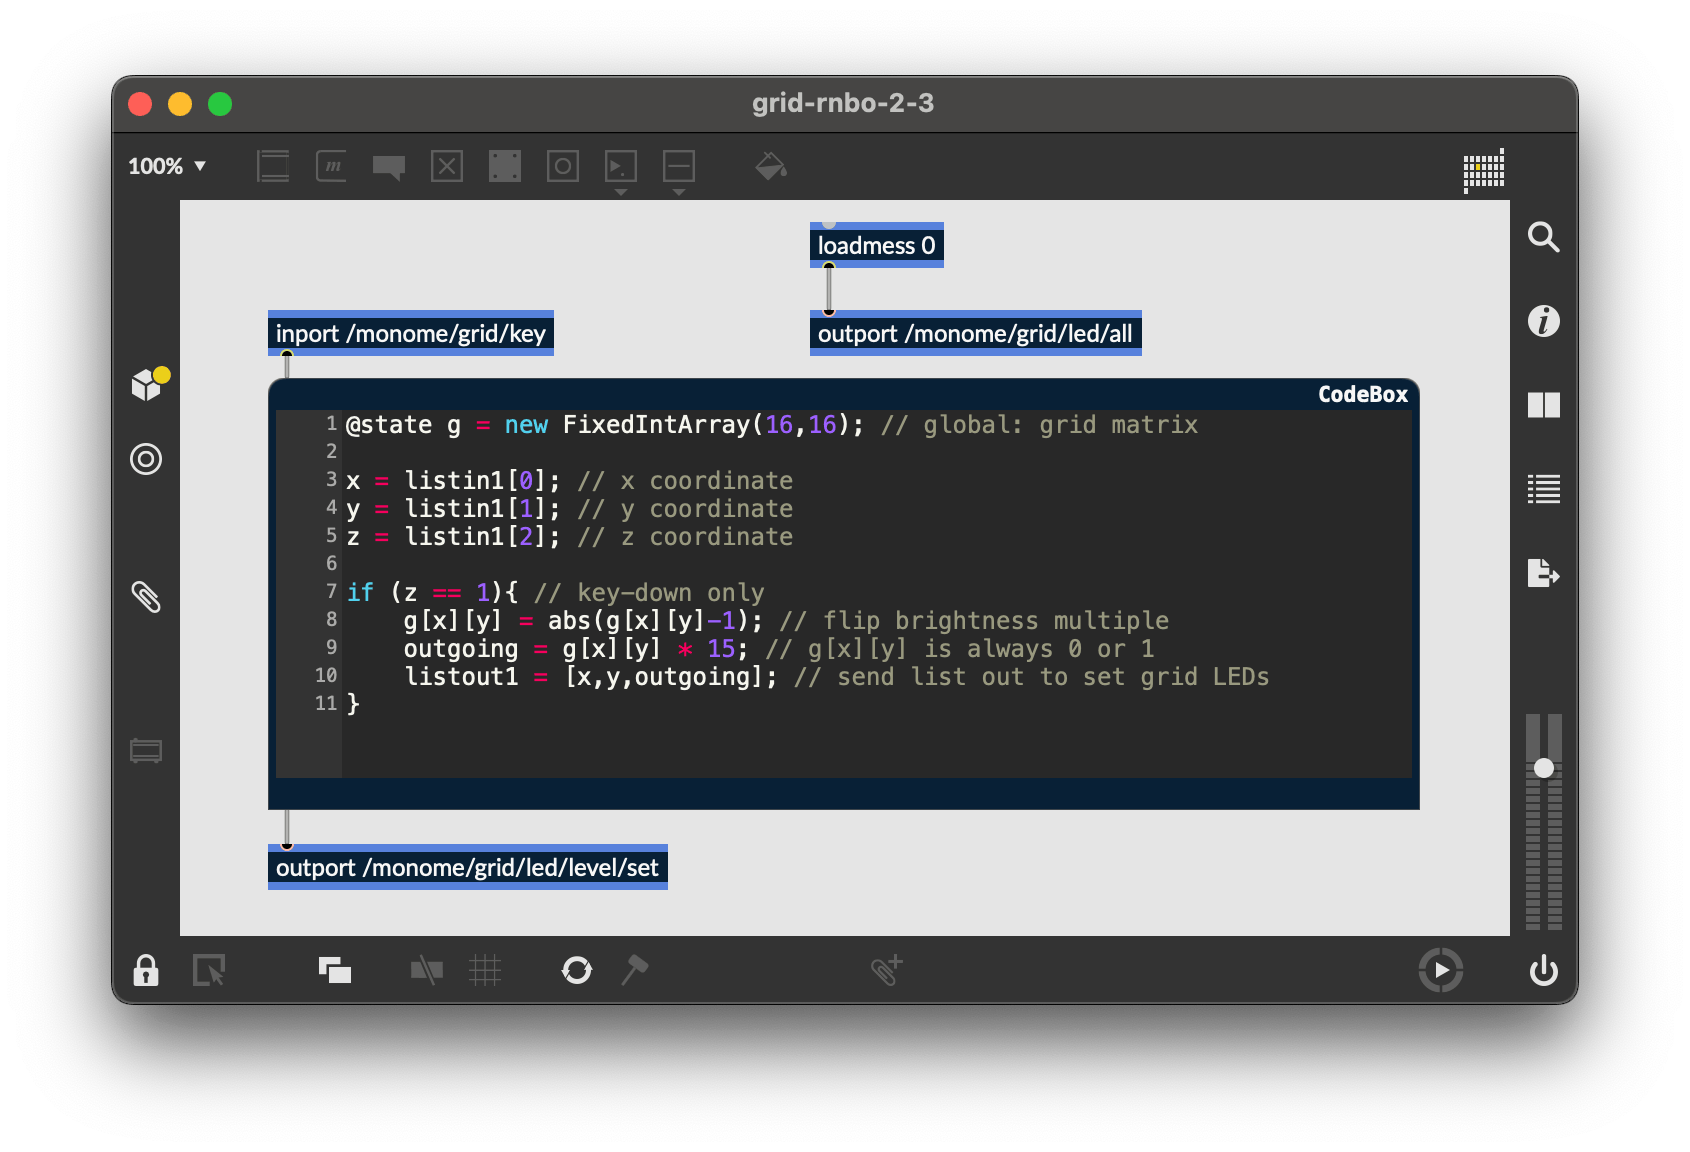 grid-rnbo-2-3
100%
loadmess 0
inport /monome/grid/key
outport /monome/grid/led/all
CodeBox
1 @state g = new FixedIntArray(16,16); // global: grid matrix
2
3 x = listin1[0]; // x coordinate
4 y = listin1[1]; // y coordinate
5 z = listin1[2]; // z coordinate
6
7 if (z == 1){ // key-down only
8 g[x][y] = abs(g[x][y]-1); // flip brightness multiple
9 outgoing = g[x][y] * 15; // g[x][y] is always 0 or 1
10 listout1 = [x,y,outgoing]; // send list out to set grid LEDs
11 }
outport /monome/grid/led/level/set